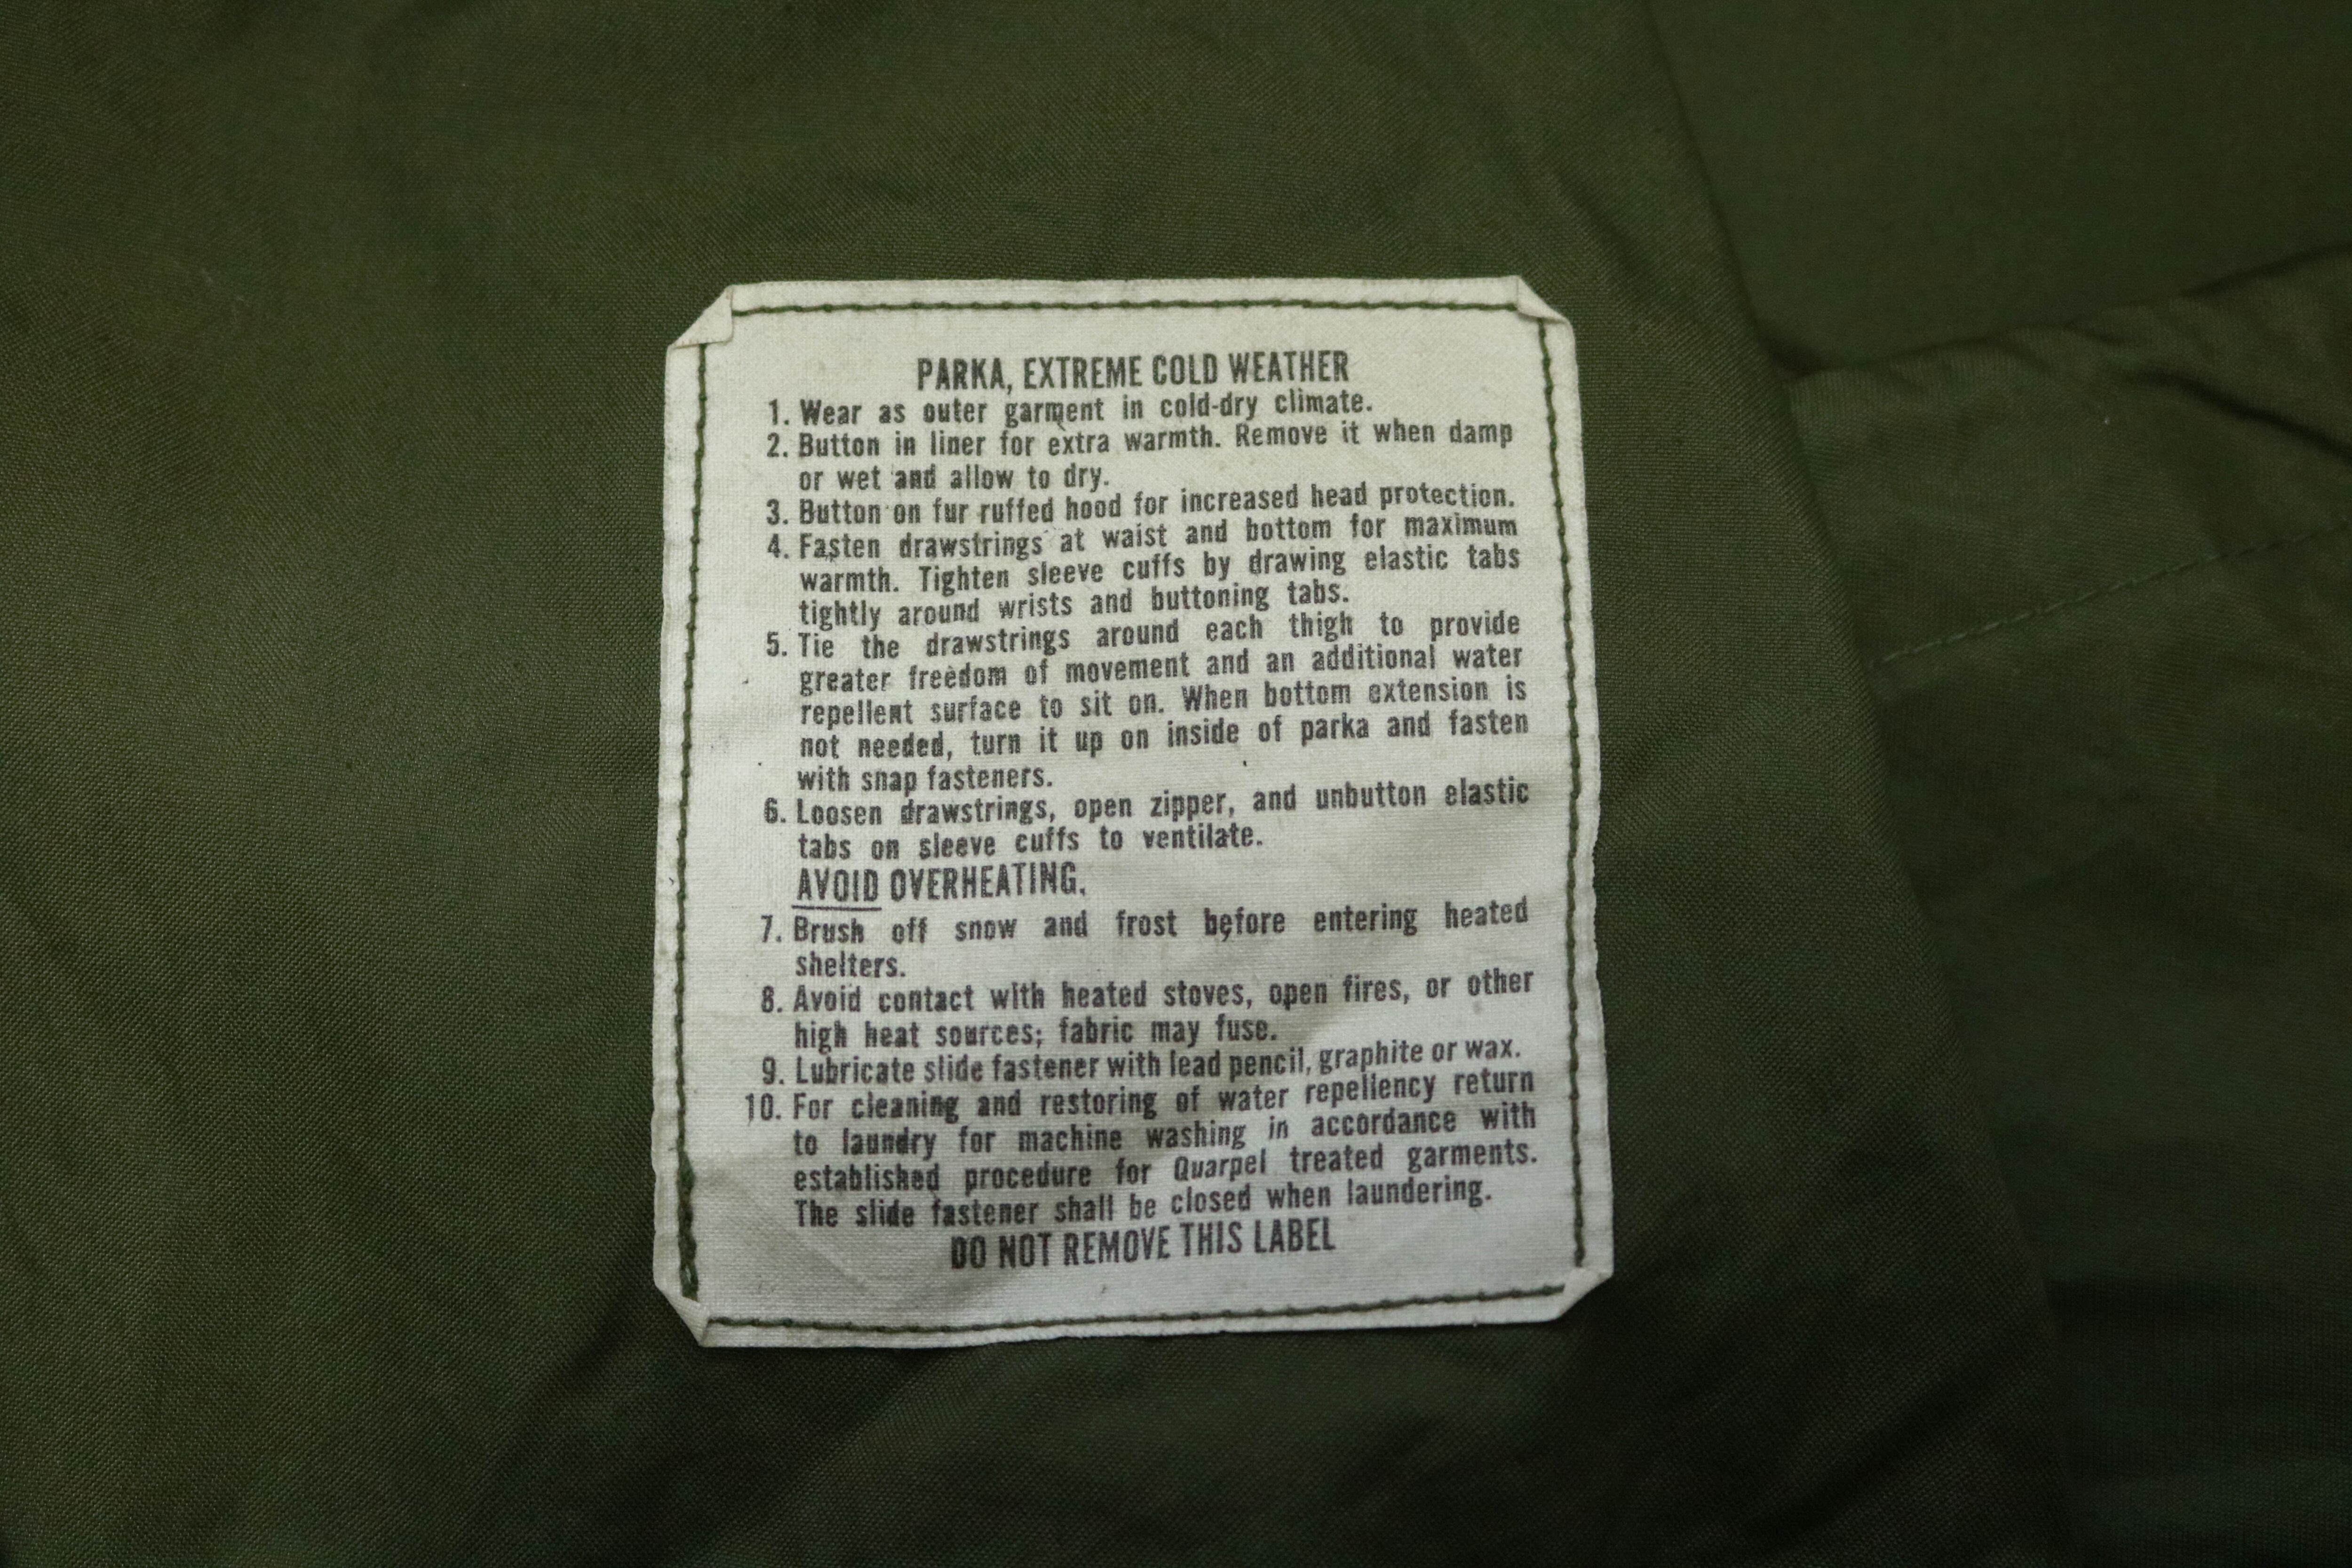 PARKA, EXTREME COLD WEATHER
1. Wear as outer garment in cold-dry climate.
2. Button in liner for extra warmth. Remove it when damp
or wet and allow to dry.
3. Button on fur ruffed hood for increased head protection.
4. Fasten drawstrings at waist and bottom for maximum
warmth. Tighten sleeve cuffs by drawing elastic tabs
tightly around wrists and buttoning tabs.
5. Tie the drawstrings around each thigh to provide
greater freedom of movement and an additional water
repellent surface to sit on. When bottom extension is
not needed, turn it up on inside of parka and fasten
with snap fasteners.
6. Loosen drawstrings, open zipper, and unbutton elastic
tabs on sleeve cuffs to ventilate.
AVOID OVERHEATING.
7. Brush off snow and frost before entering heated
shelters.
8. Avoid contact with heated stoves, open fires, or other
high heat sources; fabric may fuse.
9. Lubricate slide fastener with lead pencil, graphite or wax.
10. For cleaning and restoring of water repellency return
to laundry for machine washing in accordance with
established procedure for Quarpel treated garments.
The slide fastener shall be closed when laundering.
DO NOT REMOVE THIS LABEL